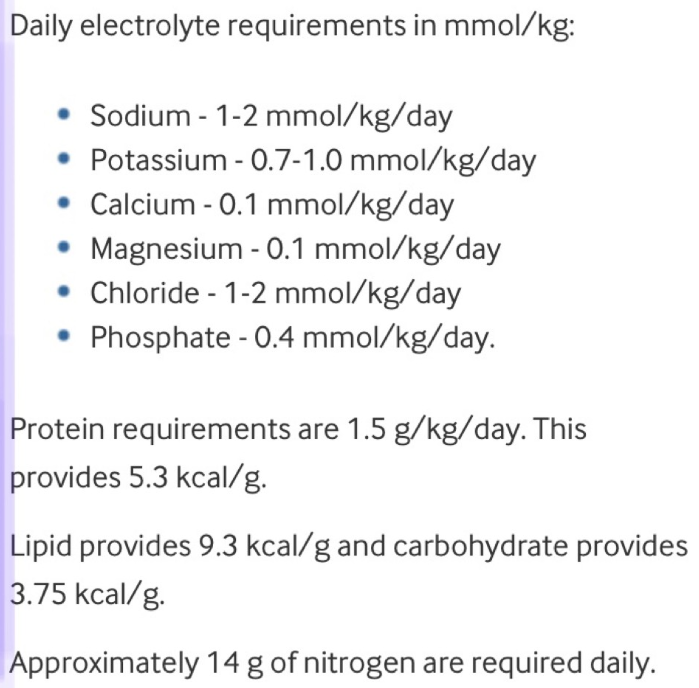 Daily electrolyte requirements in mmol/kg:
• Sodium - 1-2 mmol/kg/day
• Potassium - 0.7-1.0 mmol/kg/day
• Calcium - 0.1 mmol/kg/day
• Magnesium - 0.1 mmol/kg/day
• Chloride - 1-2 mmol/kg/day
• Phosphate - 0.4 mmol/kg/day.
Protein requirements are 1.5 g/kg/day. This
provides 5.3 kcal/g.
Lipid provides 9.3 kcal/g and carbohydrate provides
3.75 kcal/g.
Approximately 14 g of nitrogen are required daily.